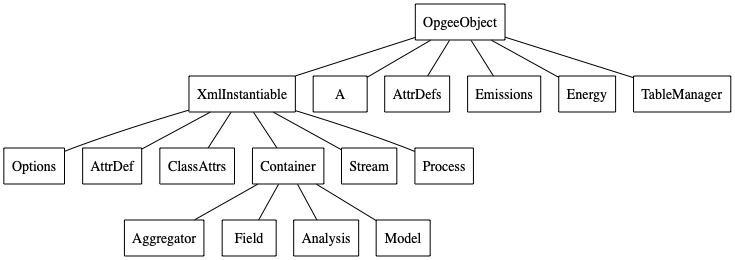 OpgeeObject
XmlInstantiable
A
AttrDefs
Emissions
Energy
TableManager
Options
AttrDef
ClassAttrs
Container
Stream
Process
Aggregator
Field
Analysis
Model